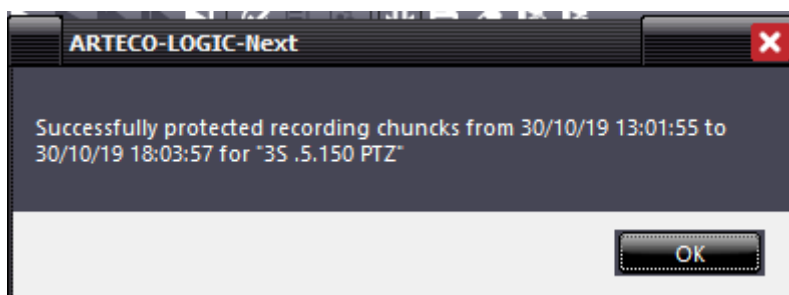 ARTECO-LOGIC-Next
Successfully protected recording chuncks from 30/10/19 13:01:55 to
30/10/19 18:03:57 for "3S .5.150 PTZ"
OK